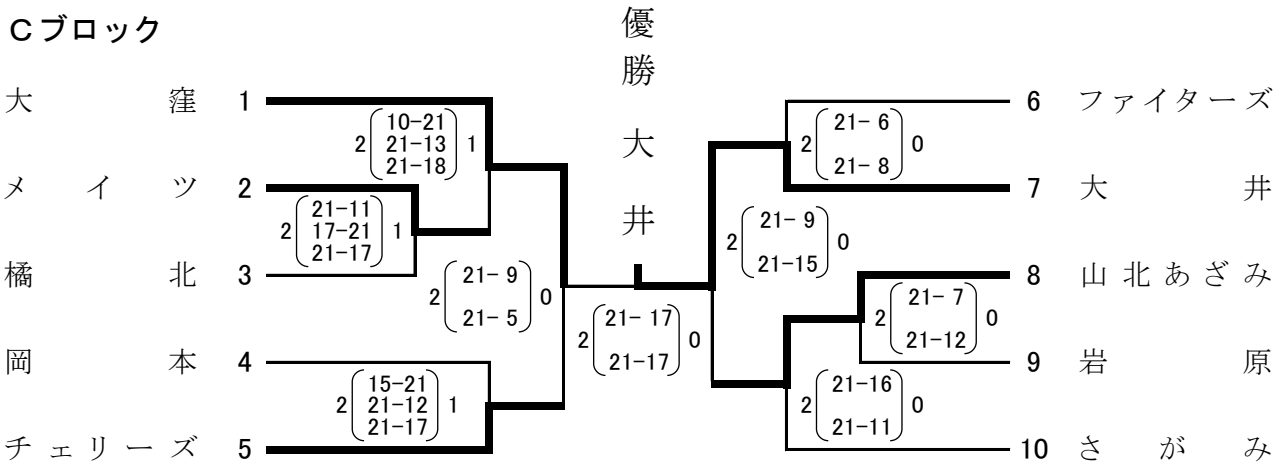 Cブロック
優勝 大井
大窪 1
メイツ 2
橘北 3
岡本 4
チェリーズ 5
2 10-21 1
21-13
21-18
2 21-11 1
17-21
21-17
2 21- 9 0
21- 5
2 15-21 1
21-12
21-17
2 21- 17 0
21-17
6 ファイターズ
7 大井
8 山北あざみ
9 岩原
10 さがみ
2 21- 6 0
21- 8
2 21- 9 0
21-15
2 21- 7 0
21-12
2 21-16 0
21-11